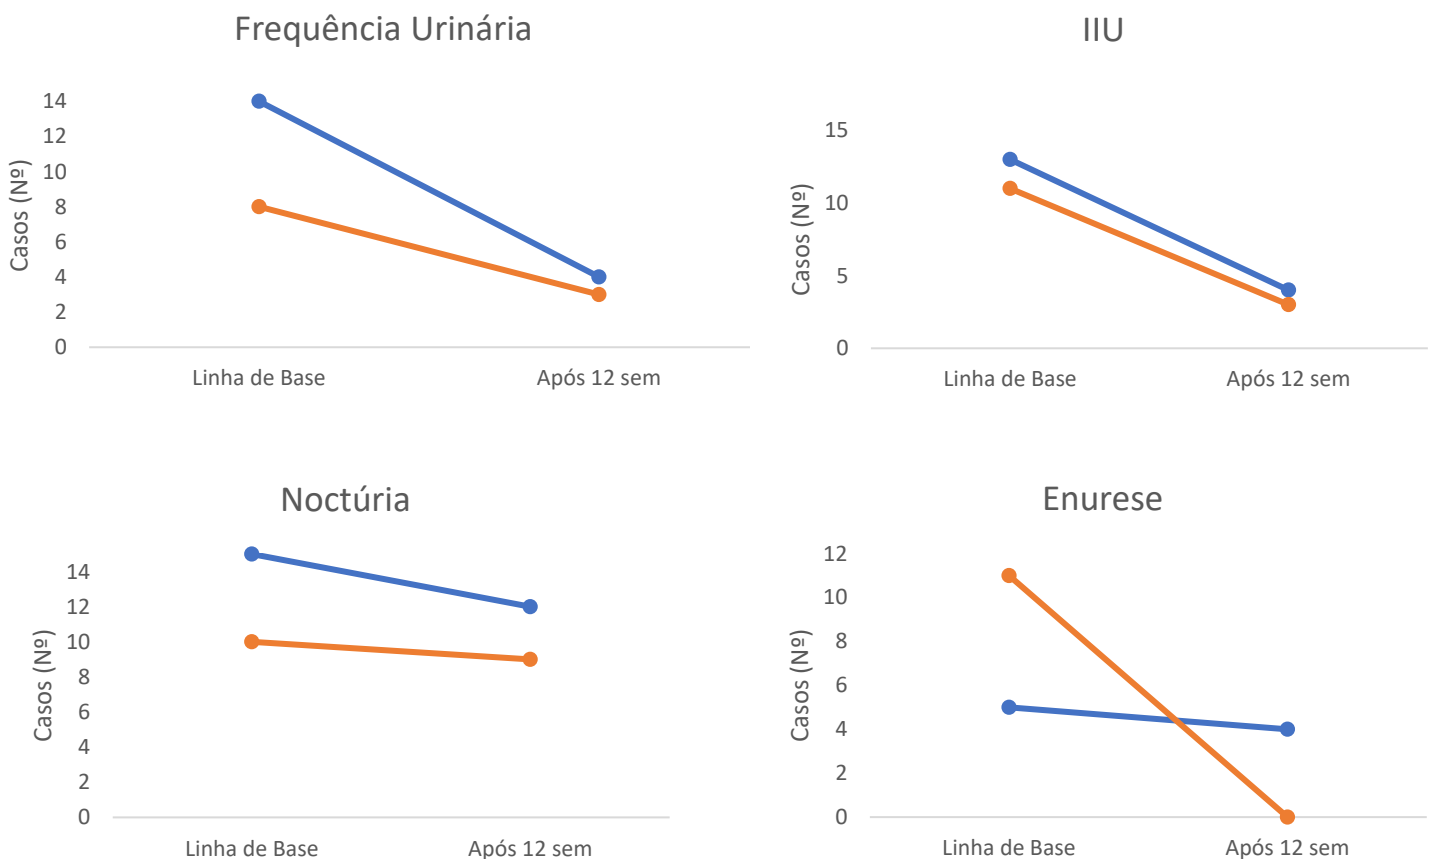 Frequência Urinária
Casos (Nº)
14
12
10
8
6
4
2
0
Linha de Base
Após 12 sem
IIU
Casos (Nº)
15
10
5
0
Linha de Base
Após 12 sem
Noctúria
Casos (Nº)
14
12
10
8
6
4
2
0
Linha de Base
Após 12 sem
Enurese
Casos (Nº)
12
10
8
6
4
2
0
Linha de Base
Após 12 sem